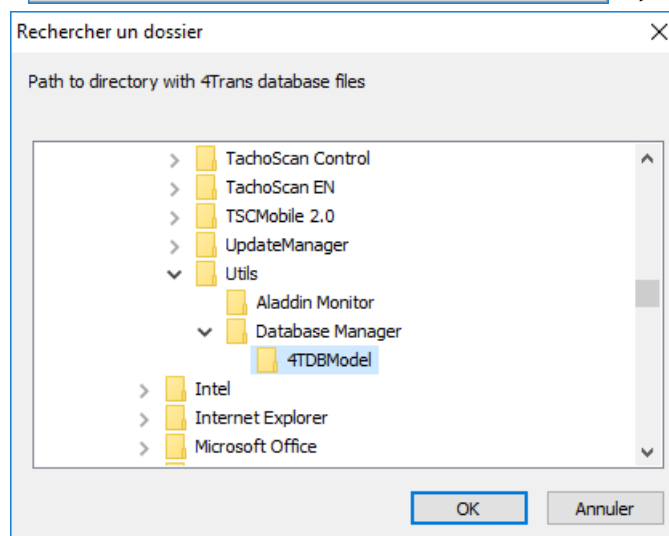 Rechercher un dossier
Path to directory with 4Trans database files
TachoScan Control
TachoScan EN
TSCMobile 2.0
UpdateManager
Utils
Aladdin Monitor
Database Manager
4TDBModel
Intel
Internet Explorer
Microsoft Office
OK Annuler